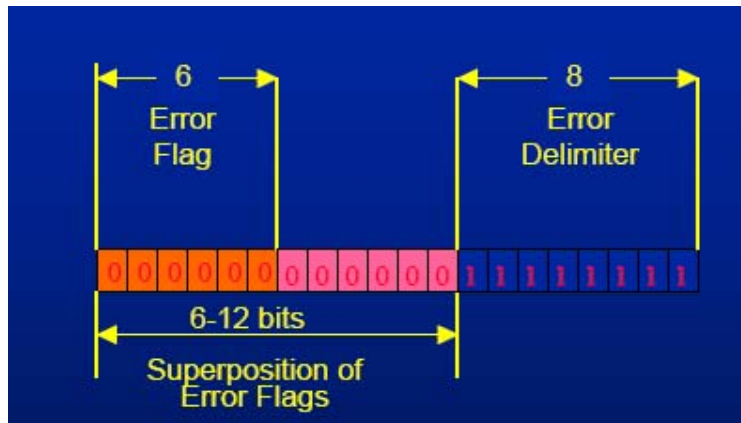 6
Error
Flag
8
Error
Delimiter
0 0 0 0 0 0 0 0 0 0 0 0 1 1 1 1 1 1 1 1
6-12 bits
Superposition of
Error Flags